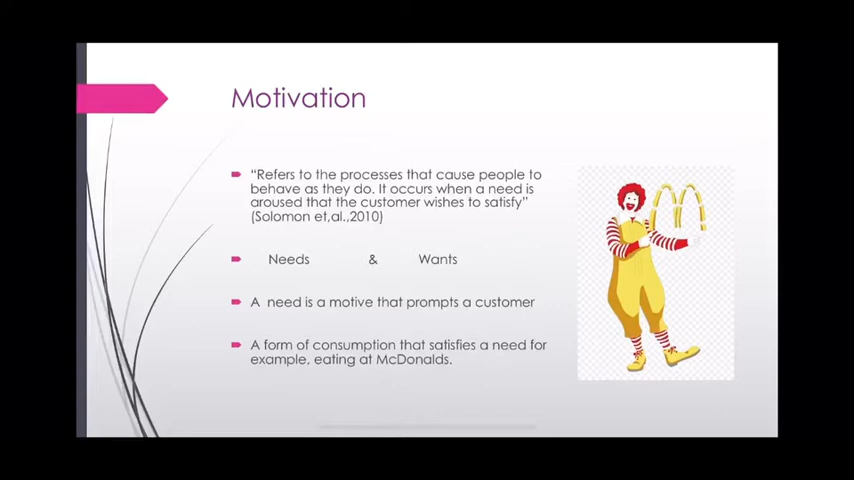 Motivation
“Refers to the processes that cause people to
behave as they do. It occurs when a need is
aroused that the customer wishes to satisfy”
(Solomon et,al.,2010)
Needs & Wants
A need is a motive that prompts a customer
A form of consumption that satisfies a need for
example, eating at McDonalds.